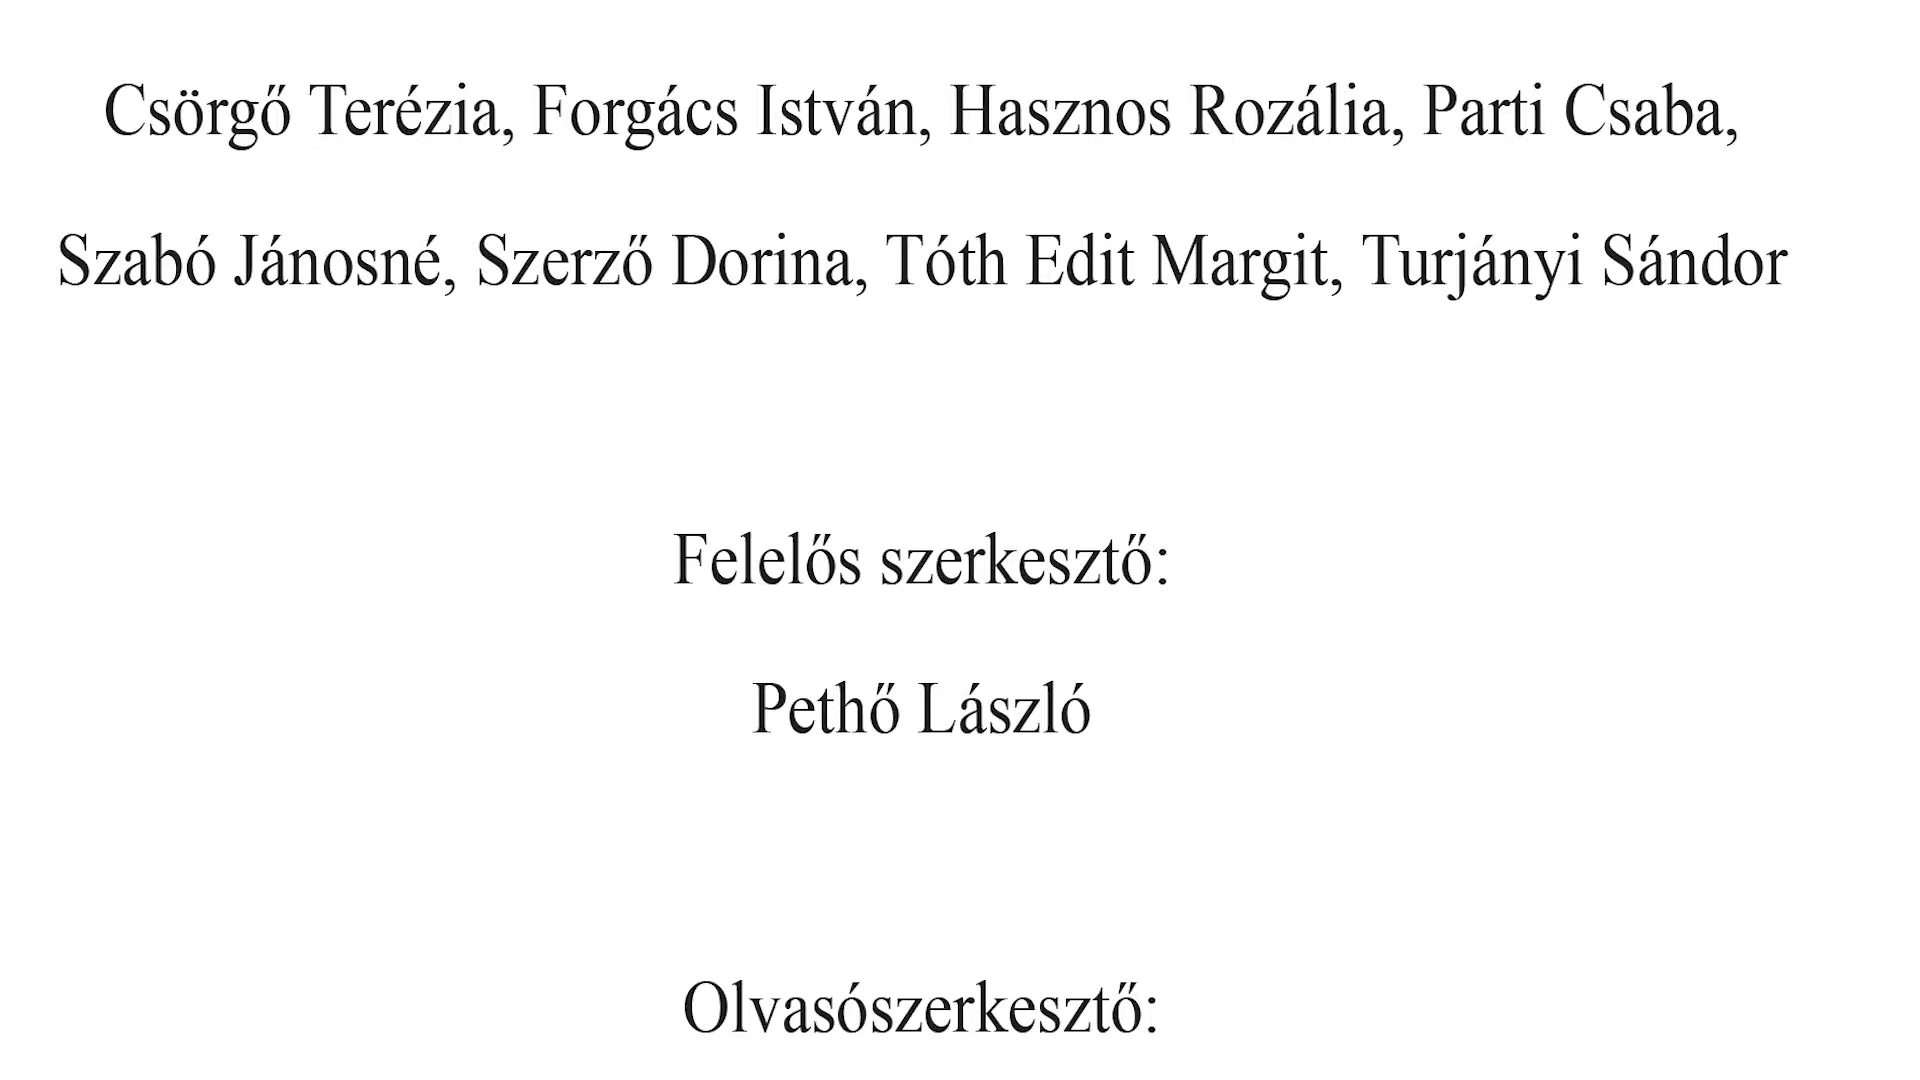 Csörgő Terézia, Forgács István, Hasznos Rozália, Parti Csaba,
Szabó Jánosné, Szerző Dorina, Tóth Edit Margit, Turjányi Sándor
Felelős szerkesztő:
Pethő László
Olvasószerkesztő: